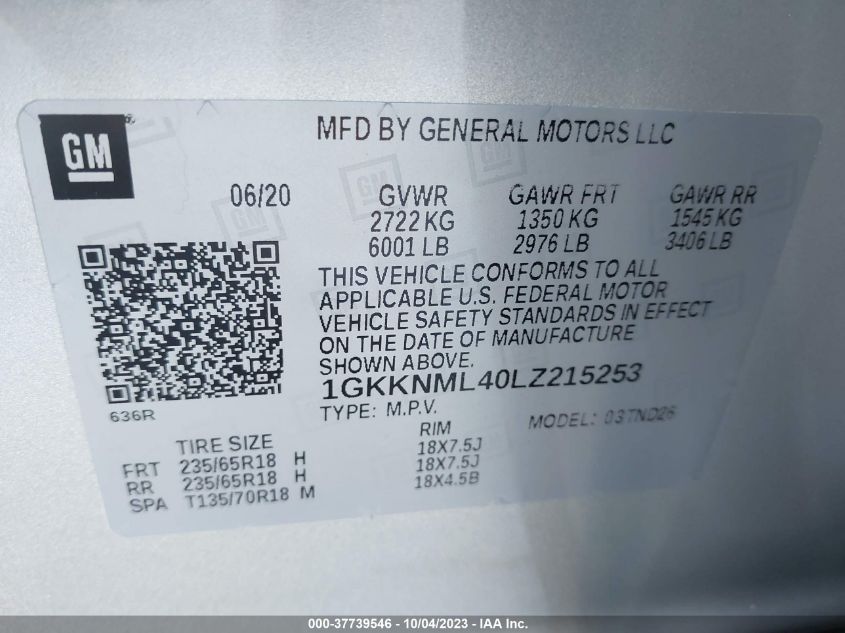 GM
MFD BY GENERAL MOTORS LLC
06/20 GVWR GAWR FRT GAWR RR
2722 KG 1350 KG 1545 KG
6001 LB 2976 LB 3406 LB
THIS VEHICLE CONFORMS TO ALL
APPLICABLE U.S. FEDERAL MOTOR
VEHICLE SAFETY STANDARDS IN EFFECT
ON THE DATE OF MANUFACTURE
SHOWN ABOVE.
1GKKNML40LZ215253
636R
TYPE: M.P.V. MODEL: 03TND26
TIRE SIZE RIM
FRT 235/65R18 H 18X7.5J
RR 235/65R18 H 18X7.5J
SPA T135/70R18 M 18X4.5B
000-37739546 - 10/04/2023 - IAA Inc.